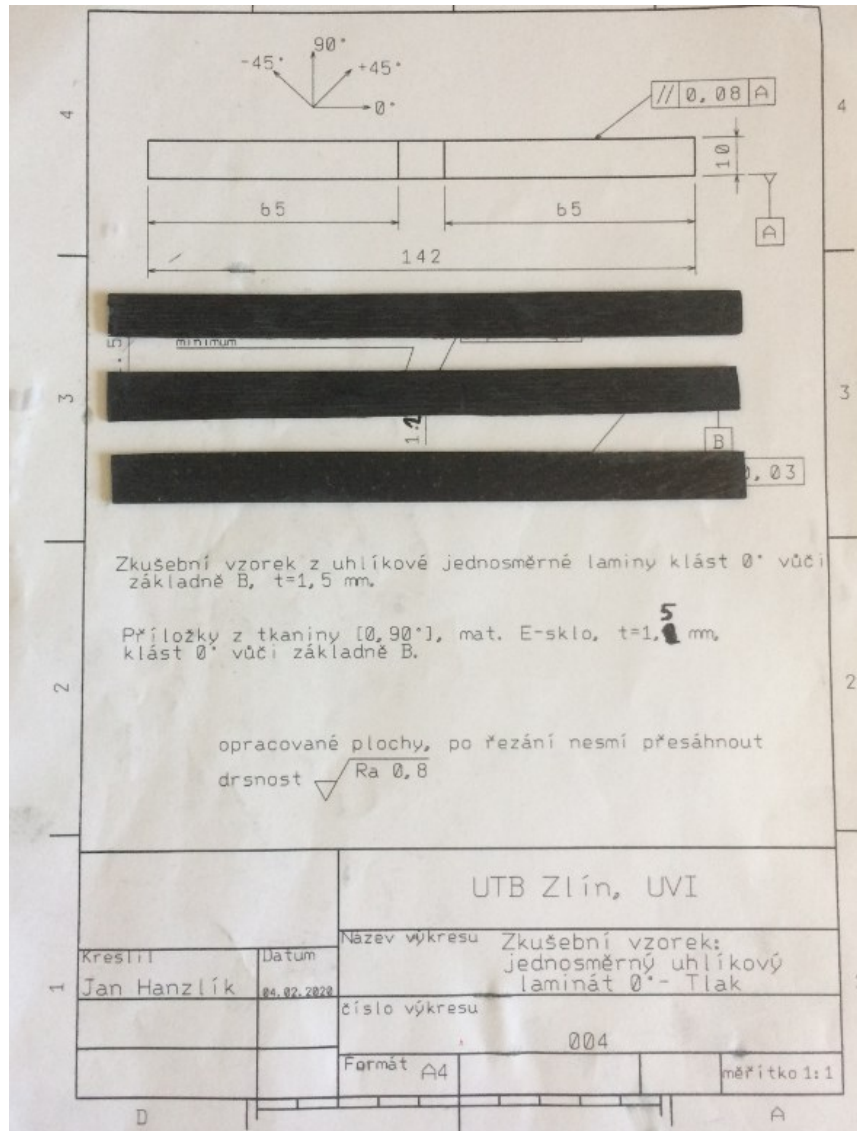 90°
-45°
+45°
0°
// 0,08 A
4
4
10
65
65
A
142
minimum
3
3
B
0,03
Zkušební vzorek z uhlíkové jednosměrné laminy klást 0° vůči
základně B, t=1,5 mm.
5
Příložky z tkaniny [0,90°], mat. E-sklo, t=1, mm,
klást 0° vůči základně B.
2
2
opracované plochy, po řezání nesmí přesáhnout
drsnost Ra 0,8
UTB Zlín, UVI
Název výkresu Zkušební vzorek:
jednosměrný uhlíkový
laminát 0°- Tlak
Kreslil Datum
Jan Hanzlík 04.02.2020
1
číslo výkresu
004
Formát A4
měřítko 1:1
D
A